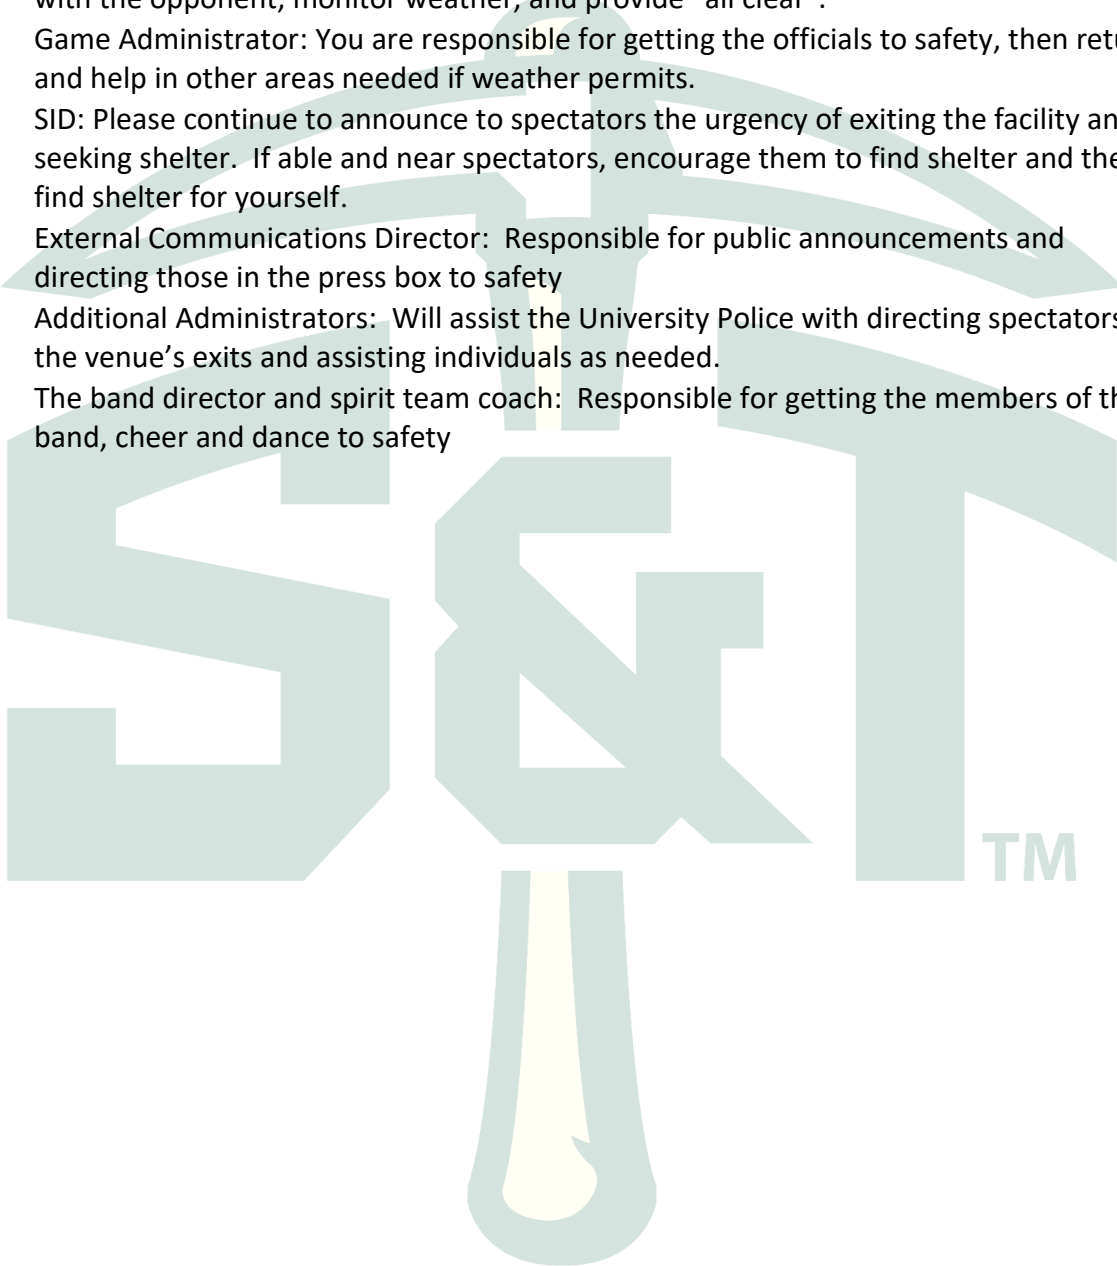 with the opponent, monitor weather, and provide "all clear".
Game Administrator: You are responsible for getting the officials to safety, then
and help in other areas needed if weather permits.
SID: Please continue to announce to spectators the urgency of exiting the facility
seeking shelter.  If able and near spectators, encourage them to find shelter and
find shelter for yourself.
External Communications Director:  Responsible for public announcements and
directing those in the press box to safety
Additional Administrators:  Will assist the University Police with directing spectators
the venue's exits and assisting individuals as needed.
The band director and spirit team coach:  Responsible for getting the members of
band, cheer and dance to safety
S&T
TM